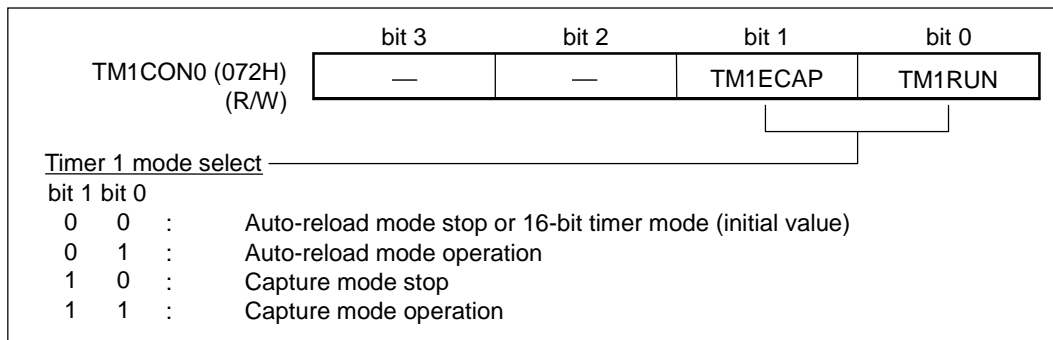 bit 3 bit 2 bit 1 bit 0
TM1CON0 (072H) — — TM1ECAP TM1RUN
(R/W)
Timer 1 mode select
bit 1 bit 0
0 0 : Auto-reload mode stop or 16-bit timer mode (initial value)
0 1 : Auto-reload mode operation
1 0 : Capture mode stop
1 1 : Capture mode operation